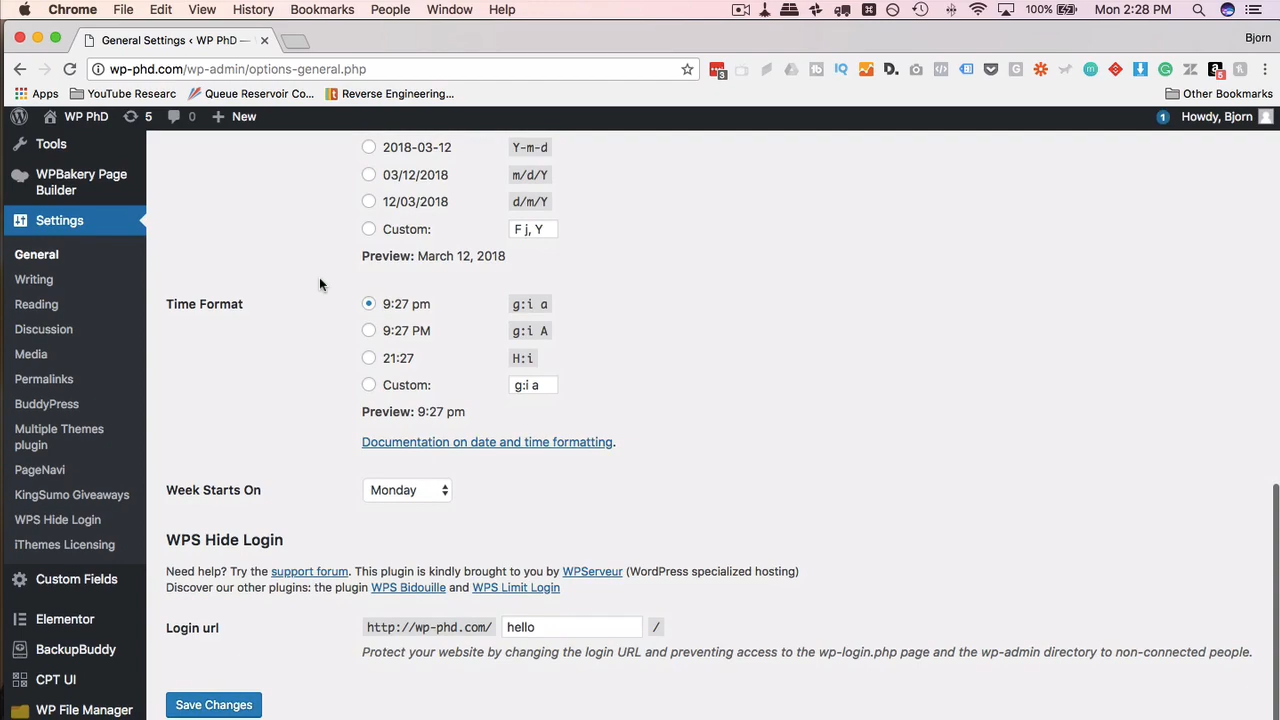 Chrome File Edit View History Bookmarks People Window Help 100% Mon 2:28 PM
General Settings ‹ WP PhD — Bjorn
wp-phd.com/wp-admin/options-general.php 3 5
Apps YouTube Researc Queue Reservoir Co... Reverse Engineering... Other Bookmarks
WP PhD 5 0 New 1 Howdy, Bjorn
Tools
WPBakery Page
Builder
Settings
General
Writing
Reading
Discussion
Media
Permalinks
BuddyPress
Multiple Themes
plugin
PageNavi
KingSumo Giveaways
WPS Hide Login
iThemes Licensing
Custom Fields
Elementor
BackupBuddy
CPT UI
WP File Manager
2018-03-12 Y-m-d
03/12/2018 m/d/Y
12/03/2018 d/m/Y
Custom: F j, Y
Preview: March 12, 2018
Time Format 9:27 pm g:i a
9:27 PM g:i A
21:27 H:i
Custom: g:i a
Preview: 9:27 pm
Documentation on date and time formatting.
Week Starts On Monday
WPS Hide Login
Need help? Try the support forum. This plugin is kindly brought to you by WPServeur (WordPress specialized hosting)
Discover our other plugins: the plugin WPS Bidouille and WPS Limit Login
Login url http://wp-phd.com/ hello /
Protect your website by changing the login URL and preventing access to the wp-login.php page and the wp-admin directory to non-connected people.
Save Changes